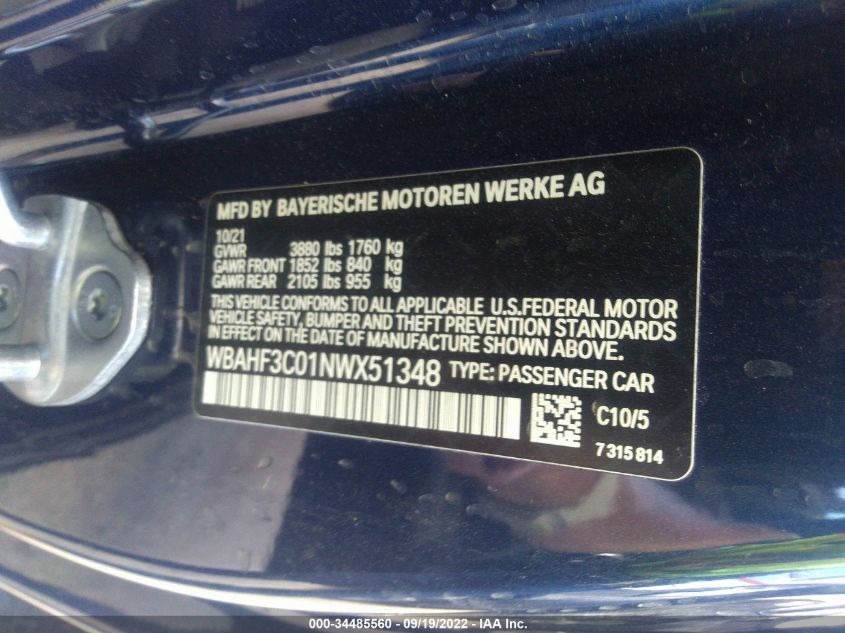 MFD BY BAYERISCHE MOTOREN WERKE AG
10/21
GVWR 3880 lbs 1760 kg
GAWR FRONT 1852 lbs 840 kg
GAWR REAR 2105 lbs 955 kg
THIS VEHICLE CONFORMS TO ALL APPLICABLE U.S.FEDERAL MOTOR
VEHICLE SAFETY, BUMPER AND THEFT PREVENTION STANDARDS
IN EFFECT ON THE DATE OF MANUFACTURE SHOWN ABOVE.
WBAHF3C01NWX51348 TYPE: PASSENGER CAR
C10/5
7 315 814
000-34485560 - 09/19/2022 - IAA Inc.